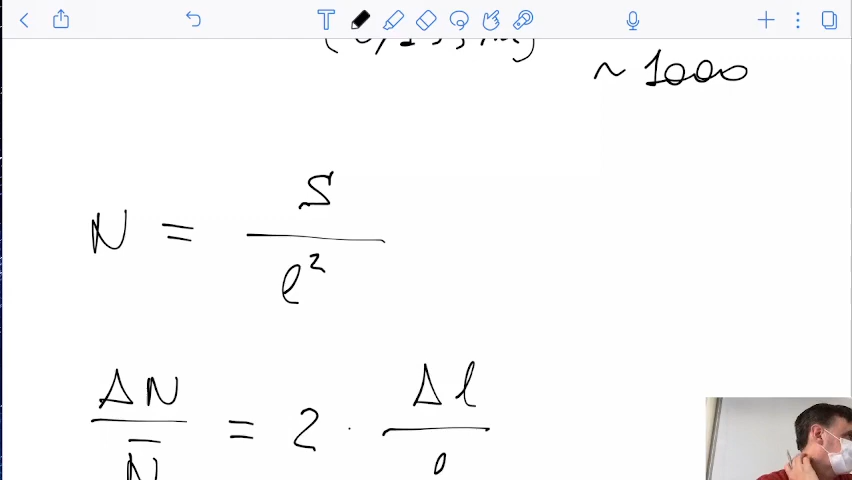 ~ 1000
N = S / ℓ²
ΔN / N̄ = 2 · Δℓ / ℓ